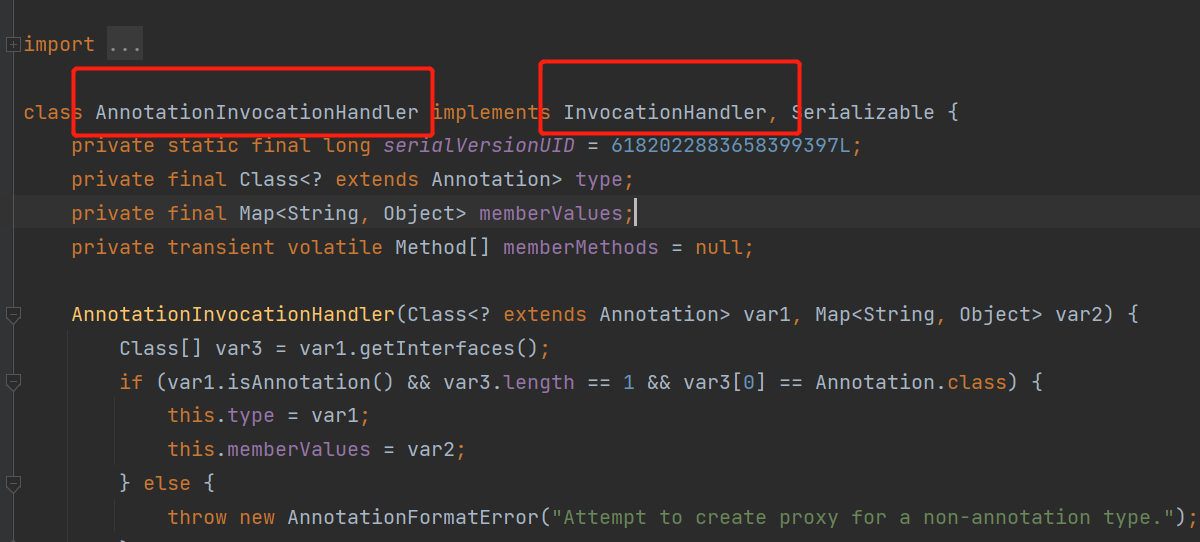 import ...
class AnnotationInvocationHandler implements InvocationHandler, Serializable {
private static final long serialVersionUID = 6182022883658399397L;
private final Class<? extends Annotation> type;
private final Map<String, Object> memberValues;
private transient volatile Method[] memberMethods = null;
AnnotationInvocationHandler(Class<? extends Annotation> var1, Map<String, Object> var2) {
Class[] var3 = var1.getInterfaces();
if (var1.isAnnotation() && var3.length == 1 && var3[0] == Annotation.class) {
this.type = var1;
this.memberValues = var2;
} else {
throw new AnnotationFormatError("Attempt to create proxy for a non-annotation type.");